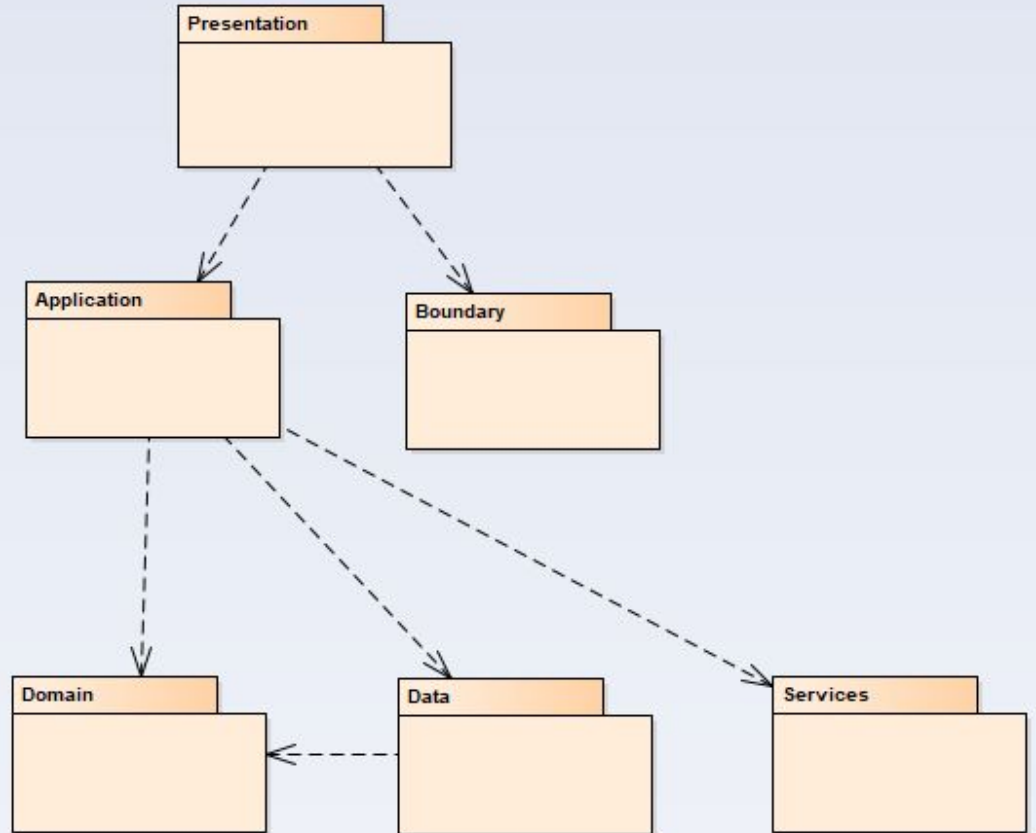 Presentation
Application
Boundary
Domain
Data
Services